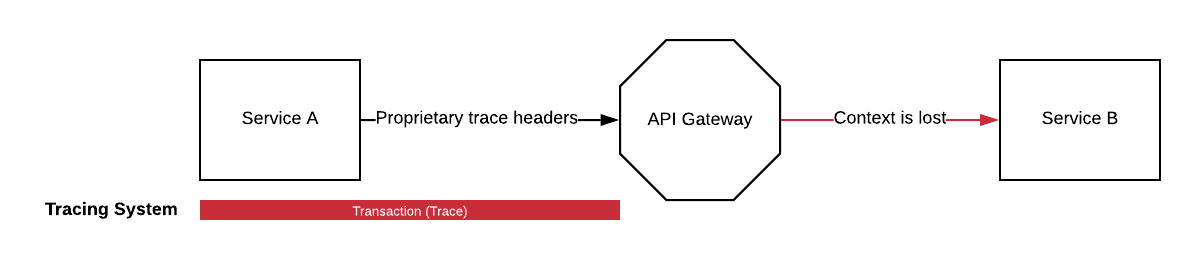 Service A
Proprietary trace headers
API Gateway
Context is lost
Service B
Tracing System
Transaction (Trace)